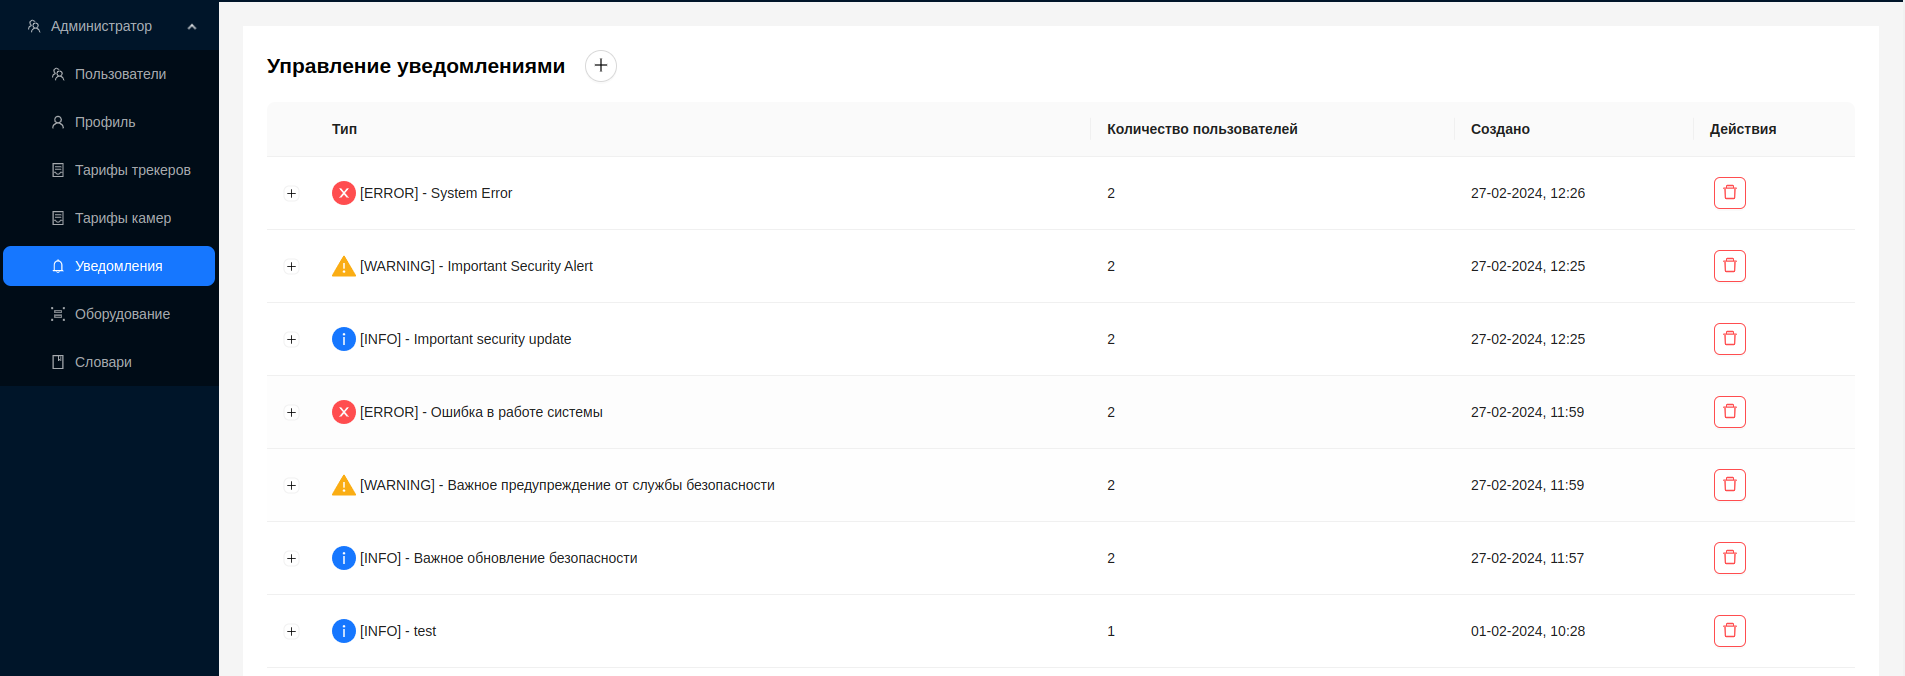 Администратор
Пользователи
Профиль
Тарифы трекеров
Тарифы камер
Уведомления
Оборудование
Словари
Управление уведомлениями
Тип Количество пользователей Создано Действия
[ERROR] - System Error 2 27-02-2024, 12:26
[WARNING] - Important Security Alert 2 27-02-2024, 12:25
[INFO] - Important security update 2 27-02-2024, 12:25
[ERROR] - Ошибка в работе системы 2 27-02-2024, 11:59
[WARNING] - Важное предупреждение от службы безопасности 2 27-02-2024, 11:59
[INFO] - Важное обновление безопасности 2 27-02-2024, 11:57
[INFO] - test 1 01-02-2024, 10:28